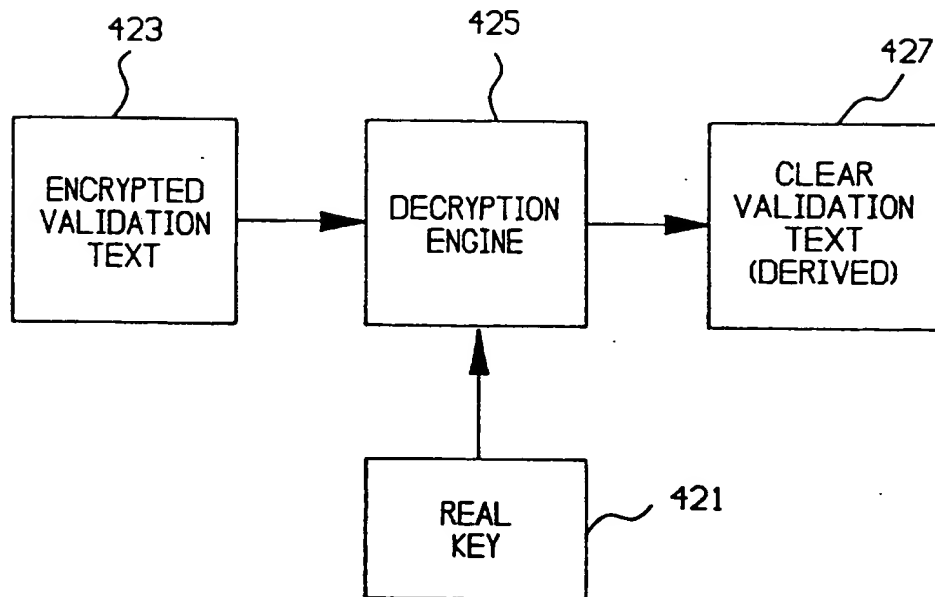 423
425
427
ENCRYPTED
VALIDATION
TEXT
DECRYPTION
ENGINE
CLEAR
VALIDATION
TEXT
(DERIVED)
REAL
KEY
421